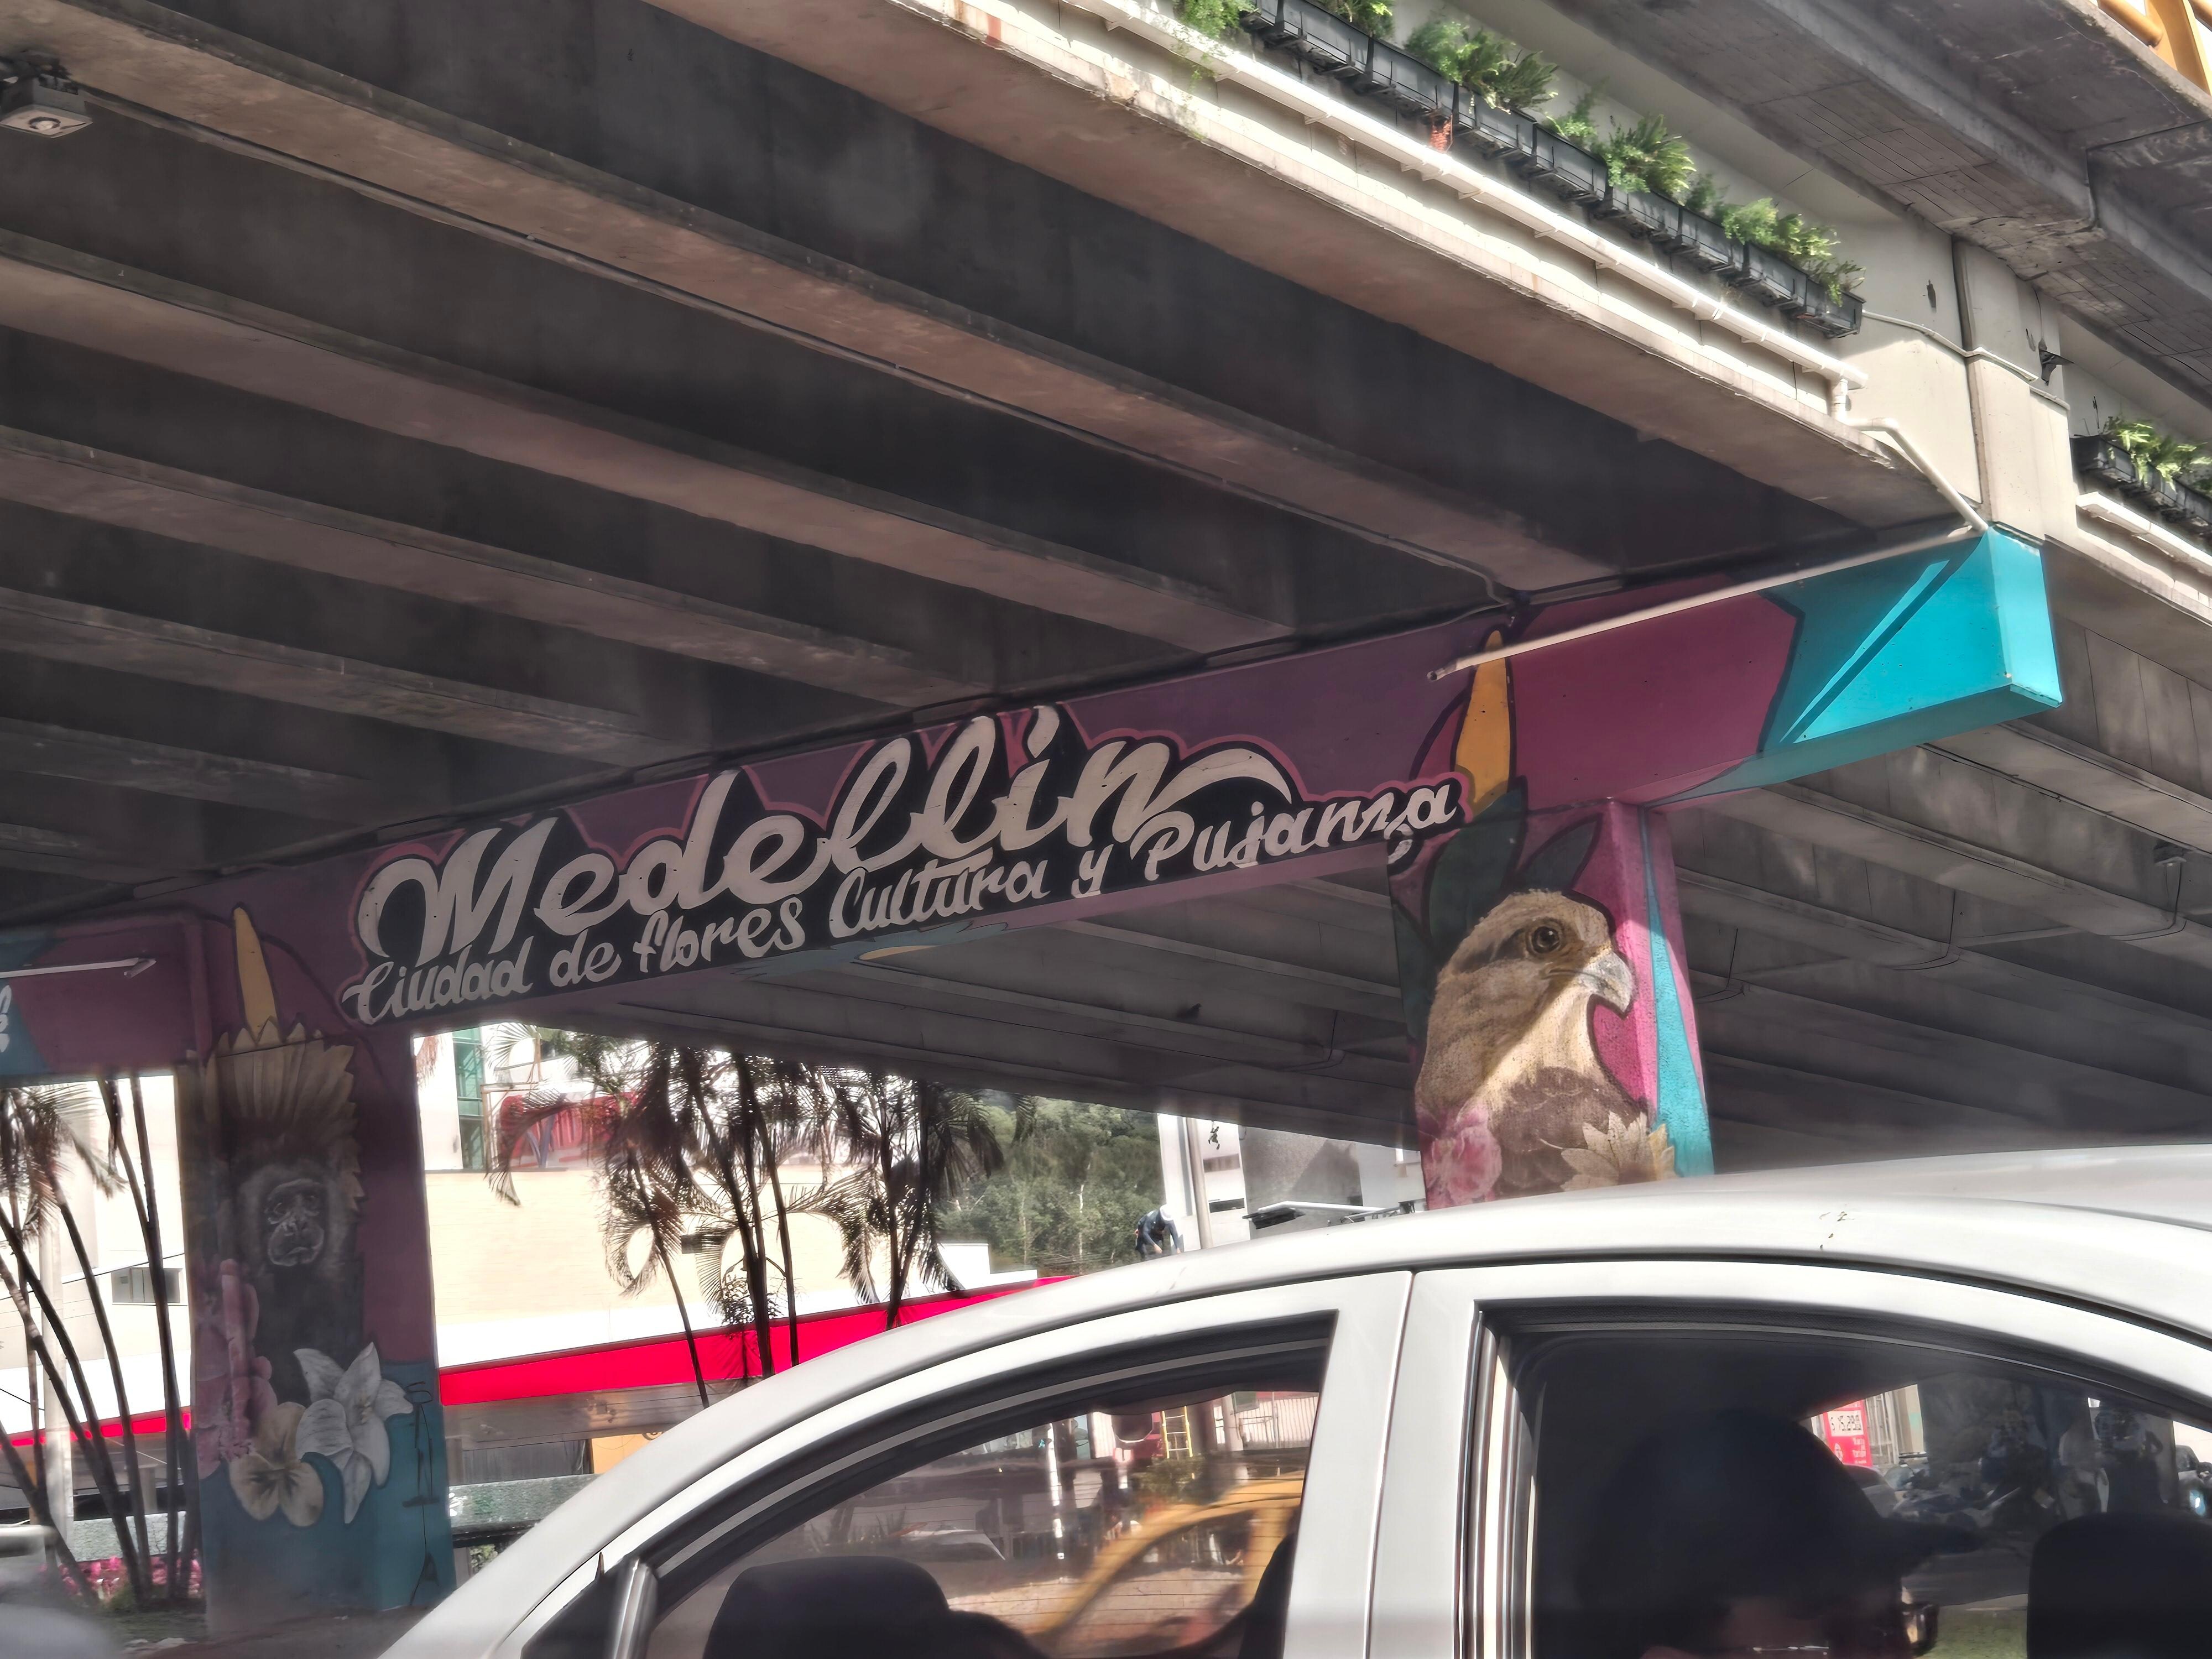 Medellin
Ciudad de flores Cultura y Pujanza